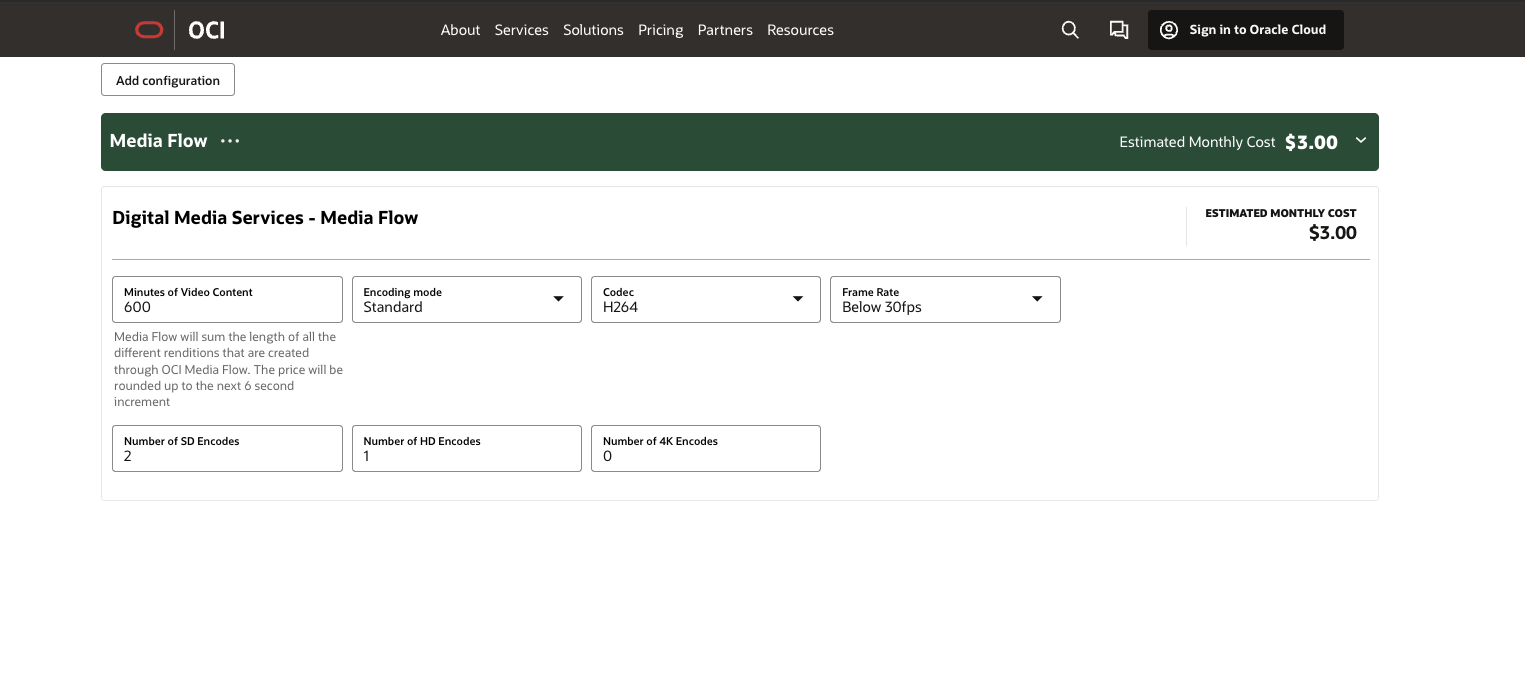 OCI
About Services Solutions Pricing Partners Resources
Sign in to Oracle Cloud
Add configuration
Media Flow ···
Estimated Monthly Cost $3.00
Digital Media Services - Media Flow
ESTIMATED MONTHLY COST
$3.00
Minutes of Video Content
600
Encoding mode
Standard
Codec
H264
Frame Rate
Below 30fps
Media Flow will sum the length of all the
different renditions that are created
through OCI Media Flow. The price will be
rounded up to the next 6 second
increment
Number of SD Encodes
2
Number of HD Encodes
1
Number of 4K Encodes
0